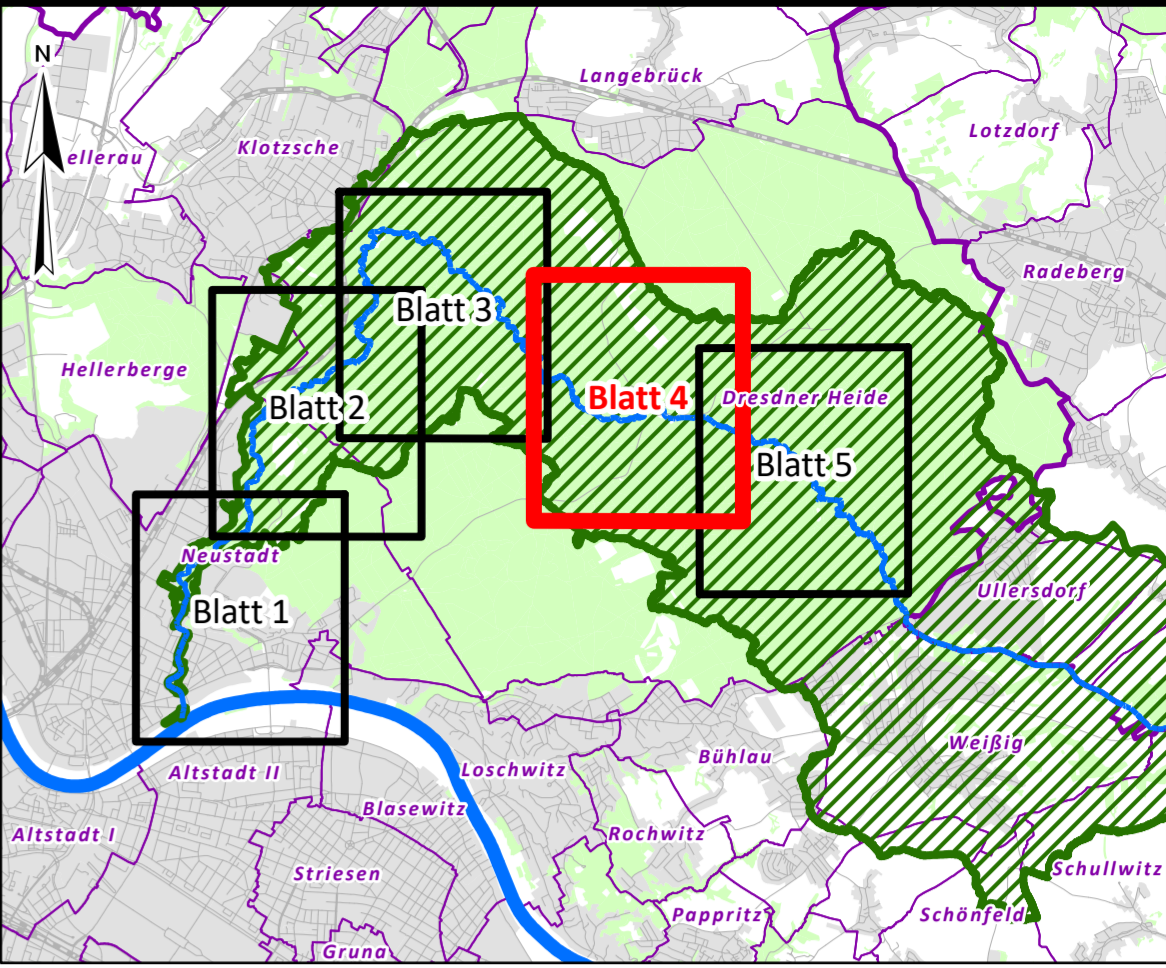 N
Langebrück
Lotzdorf
ellerau
Klotzsche
Radeberg
Blatt 3
Hellerberge
Blatt 4
Dresdner Heide
Blatt 2
Blatt 5
Neustadt
Ullersdorf
Blatt 1
Weißig
Bühlau
Altstadt II
Loschwitz
Blasewitz
Altstadt I
Rochwitz
Striesen
Schullwitz
Pappritz
Schönfeld
Gruna